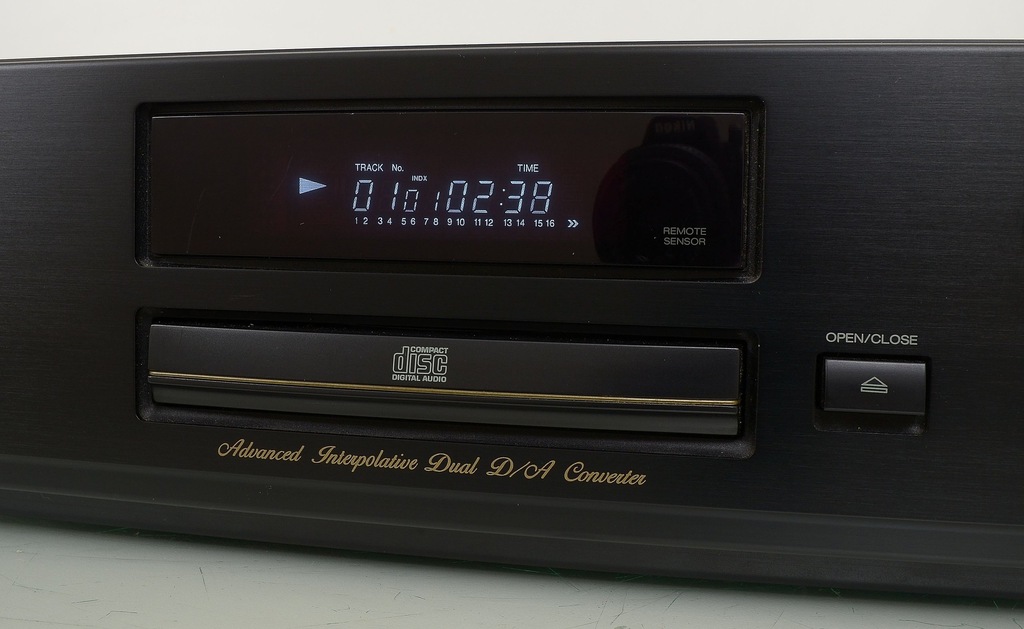 TRACK No. TIME
INDX
01 01 02:38
1 2 3 4 5 6 7 8 9 10 11 12 13 14 15 16 »
REMOTE
SENSOR
COMPACT
disc
DIGITAL AUDIO
OPEN/CLOSE
Advanced Interpolative Dual D/A Converter